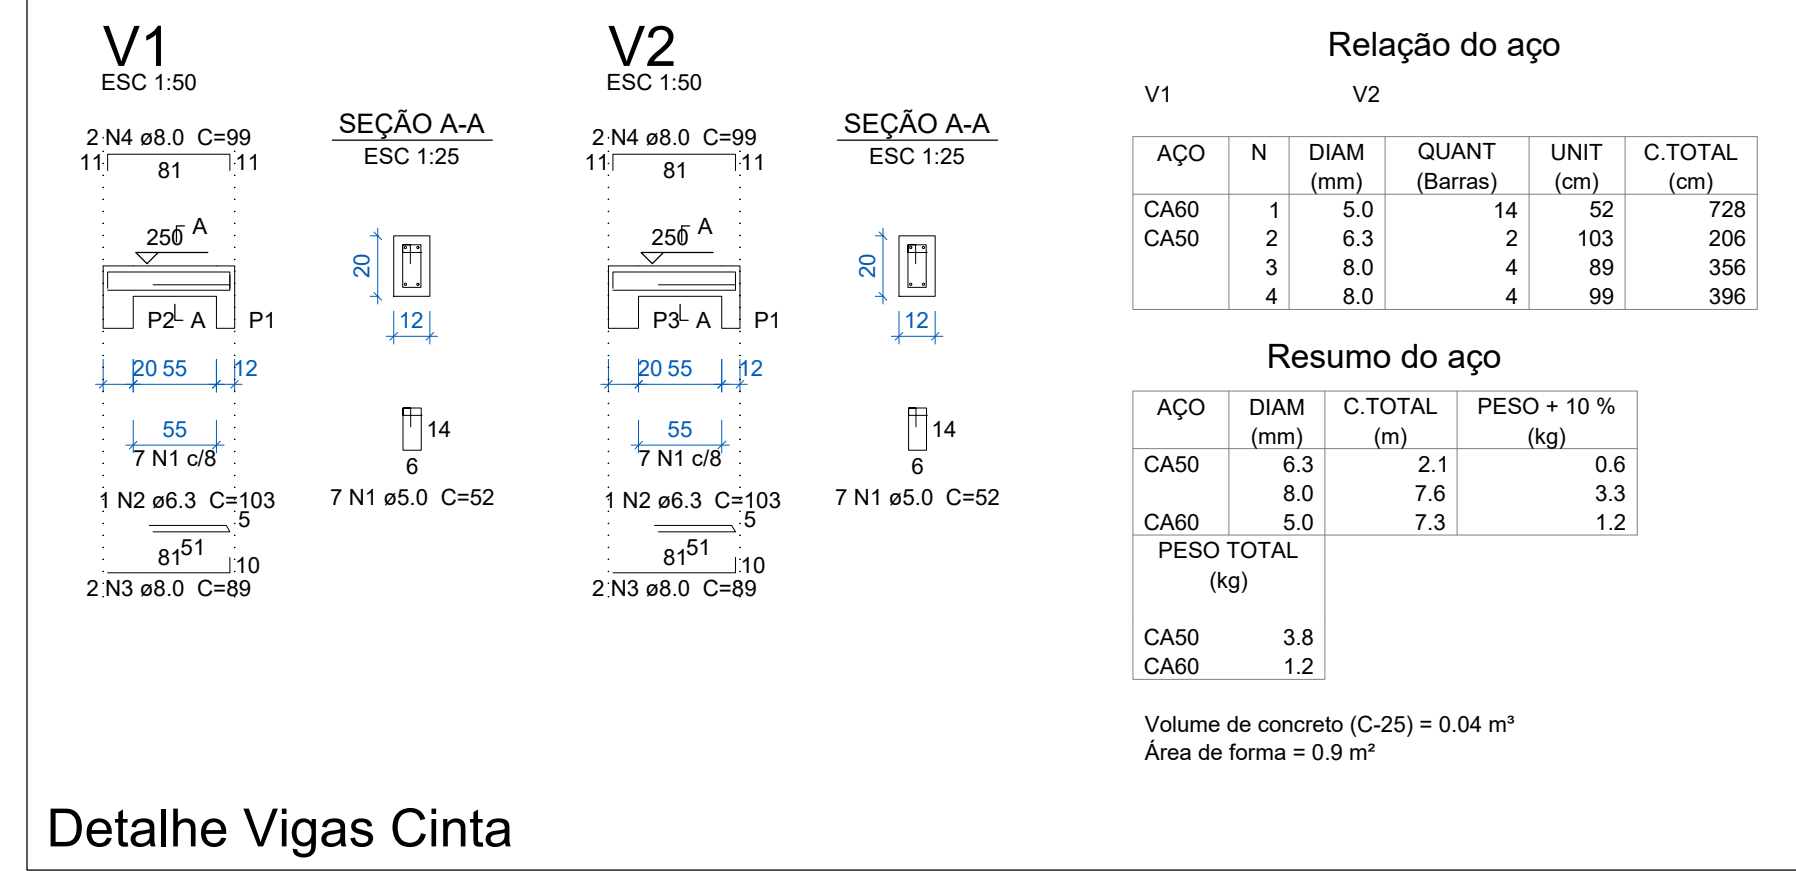 V1
ESC 1:50
2 N4 ø8.0 C=99
11 81 11
SEÇÃO A-A
ESC 1:25
250 A
20
P2 A P1
12
20 55 12
55
7 N1 c/8
14
6
7 N1 ø5.0 C=52
1 N2 ø6.3 C=103
5
51
81
10
2 N3 ø8.0 C=89
V2
ESC 1:50
2 N4 ø8.0 C=99
11 81 11
SEÇÃO A-A
ESC 1:25
250 A
20
P3 A P1
12
20 55 12
55
7 N1 c/8
14
6
7 N1 ø5.0 C=52
1 N2 ø6.3 C=103
5
51
81
10
2 N3 ø8.0 C=89
Relação do aço
V1 V2
AÇO N DIAM QUANT UNIT C.TOTAL
(mm) (Barras) (cm) (cm)
CA60 1 5.0 14 52 728
CA50 2 6.3 2 103 206
3 8.0 4 89 356
4 8.0 4 99 396
Resumo do aço
AÇO DIAM C.TOTAL PESO + 10 %
(mm) (m) (kg)
CA50 6.3 2.1 0.6
8.0 7.6 3.3
CA60 5.0 7.3 1.2
PESO TOTAL
(kg)
CA50 3.8
CA60 1.2
Volume de concreto (C-25) = 0.04 m³
Área de forma = 0.9 m²
Detalhe Vigas Cinta